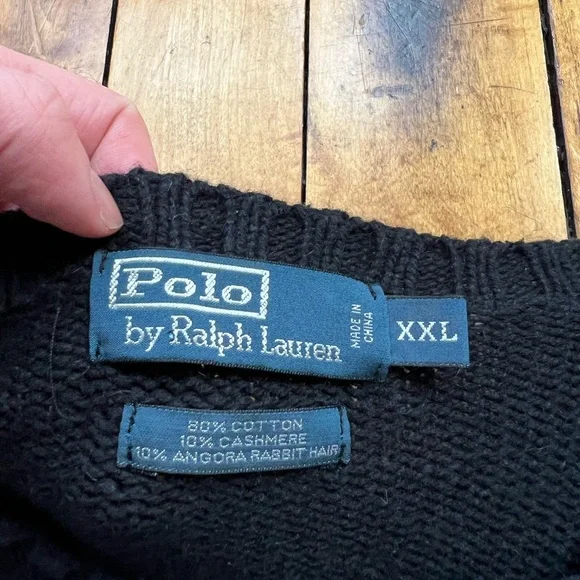 Polo
by Ralph Lauren
MADE IN
CHINA
XXL
80% COTTON
10% CASHMERE
10% ANGORA RABBIT HAIR